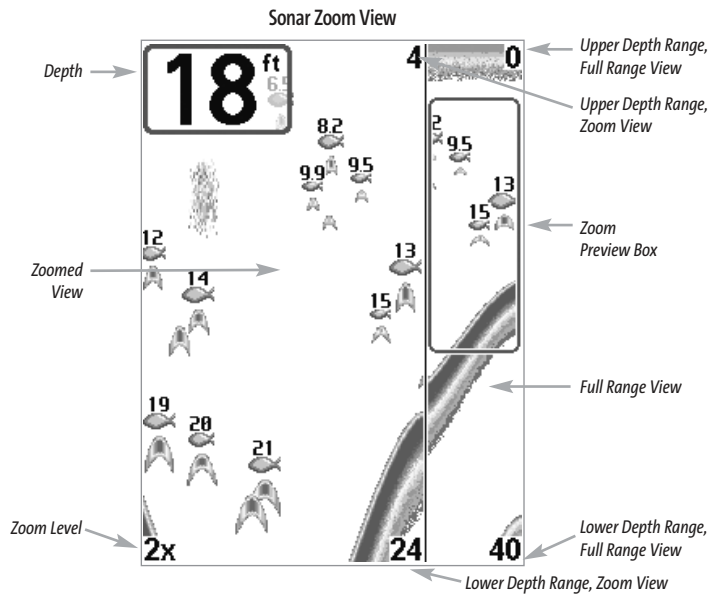 Sonar Zoom View
Depth
18 ft
6.5
4
0
Upper Depth Range,
Full Range View
Upper Depth Range,
Zoom View
8.2
9.9
9.5
2
9.5
13
15
Zoom
Preview Box
12
13
Zoomed
View
14
15
Full Range View
19
20
21
Zoom Level
2x
24
40
Lower Depth Range,
Full Range View
Lower Depth Range, Zoom View